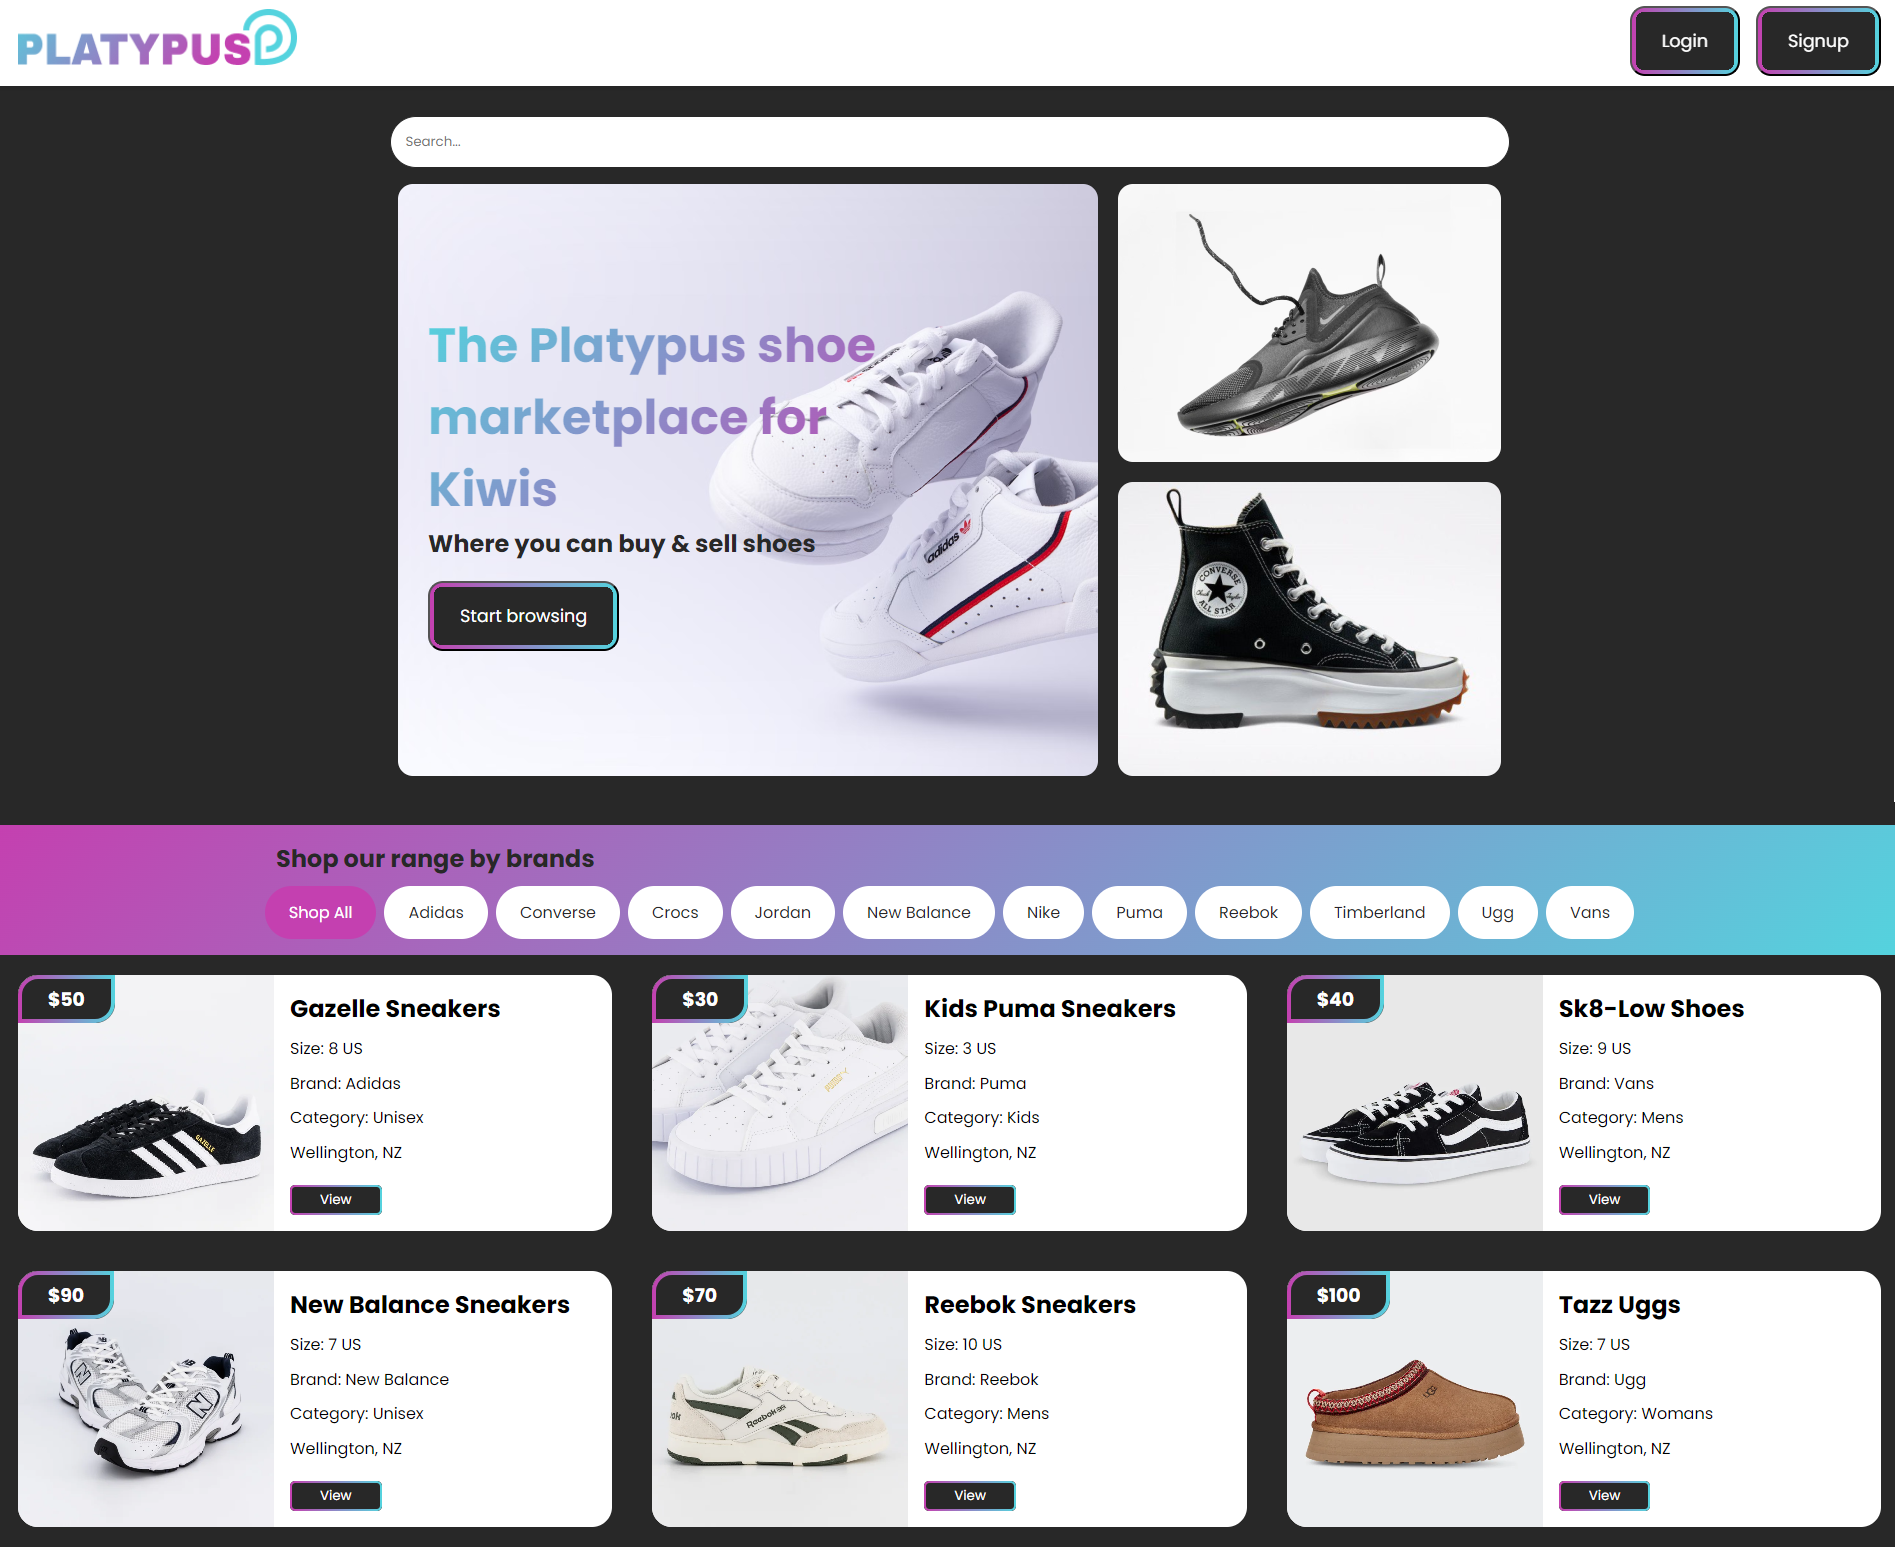 PLATYPUS
Login
Signup
Search...
The Platypus shoe
marketplace for
Kiwis
Where you can buy & sell shoes
Start browsing
adidas
CONVERSE
ALL STAR
Shop our range by brands
Shop All
Adidas
Converse
Crocs
Jordan
New Balance
Nike
Puma
Reebok
Timberland
Ugg
Vans
$50
Gazelle Sneakers
Size: 8 US
Brand: Adidas
Category: Unisex
Wellington, NZ
View
GAZELLE
$30
Kids Puma Sneakers
Size: 3 US
Brand: Puma
Category: Kids
Wellington, NZ
View
$40
Sk8-Low Shoes
Size: 9 US
Brand: Vans
Category: Mens
Wellington, NZ
View
$90
New Balance Sneakers
Size: 7 US
Brand: New Balance
Category: Unisex
Wellington, NZ
View
$70
Reebok Sneakers
Size: 10 US
Brand: Reebok
Category: Mens
Wellington, NZ
View
Reebok
$100
Tazz Uggs
Size: 7 US
Brand: Ugg
Category: Womans
Wellington, NZ
View